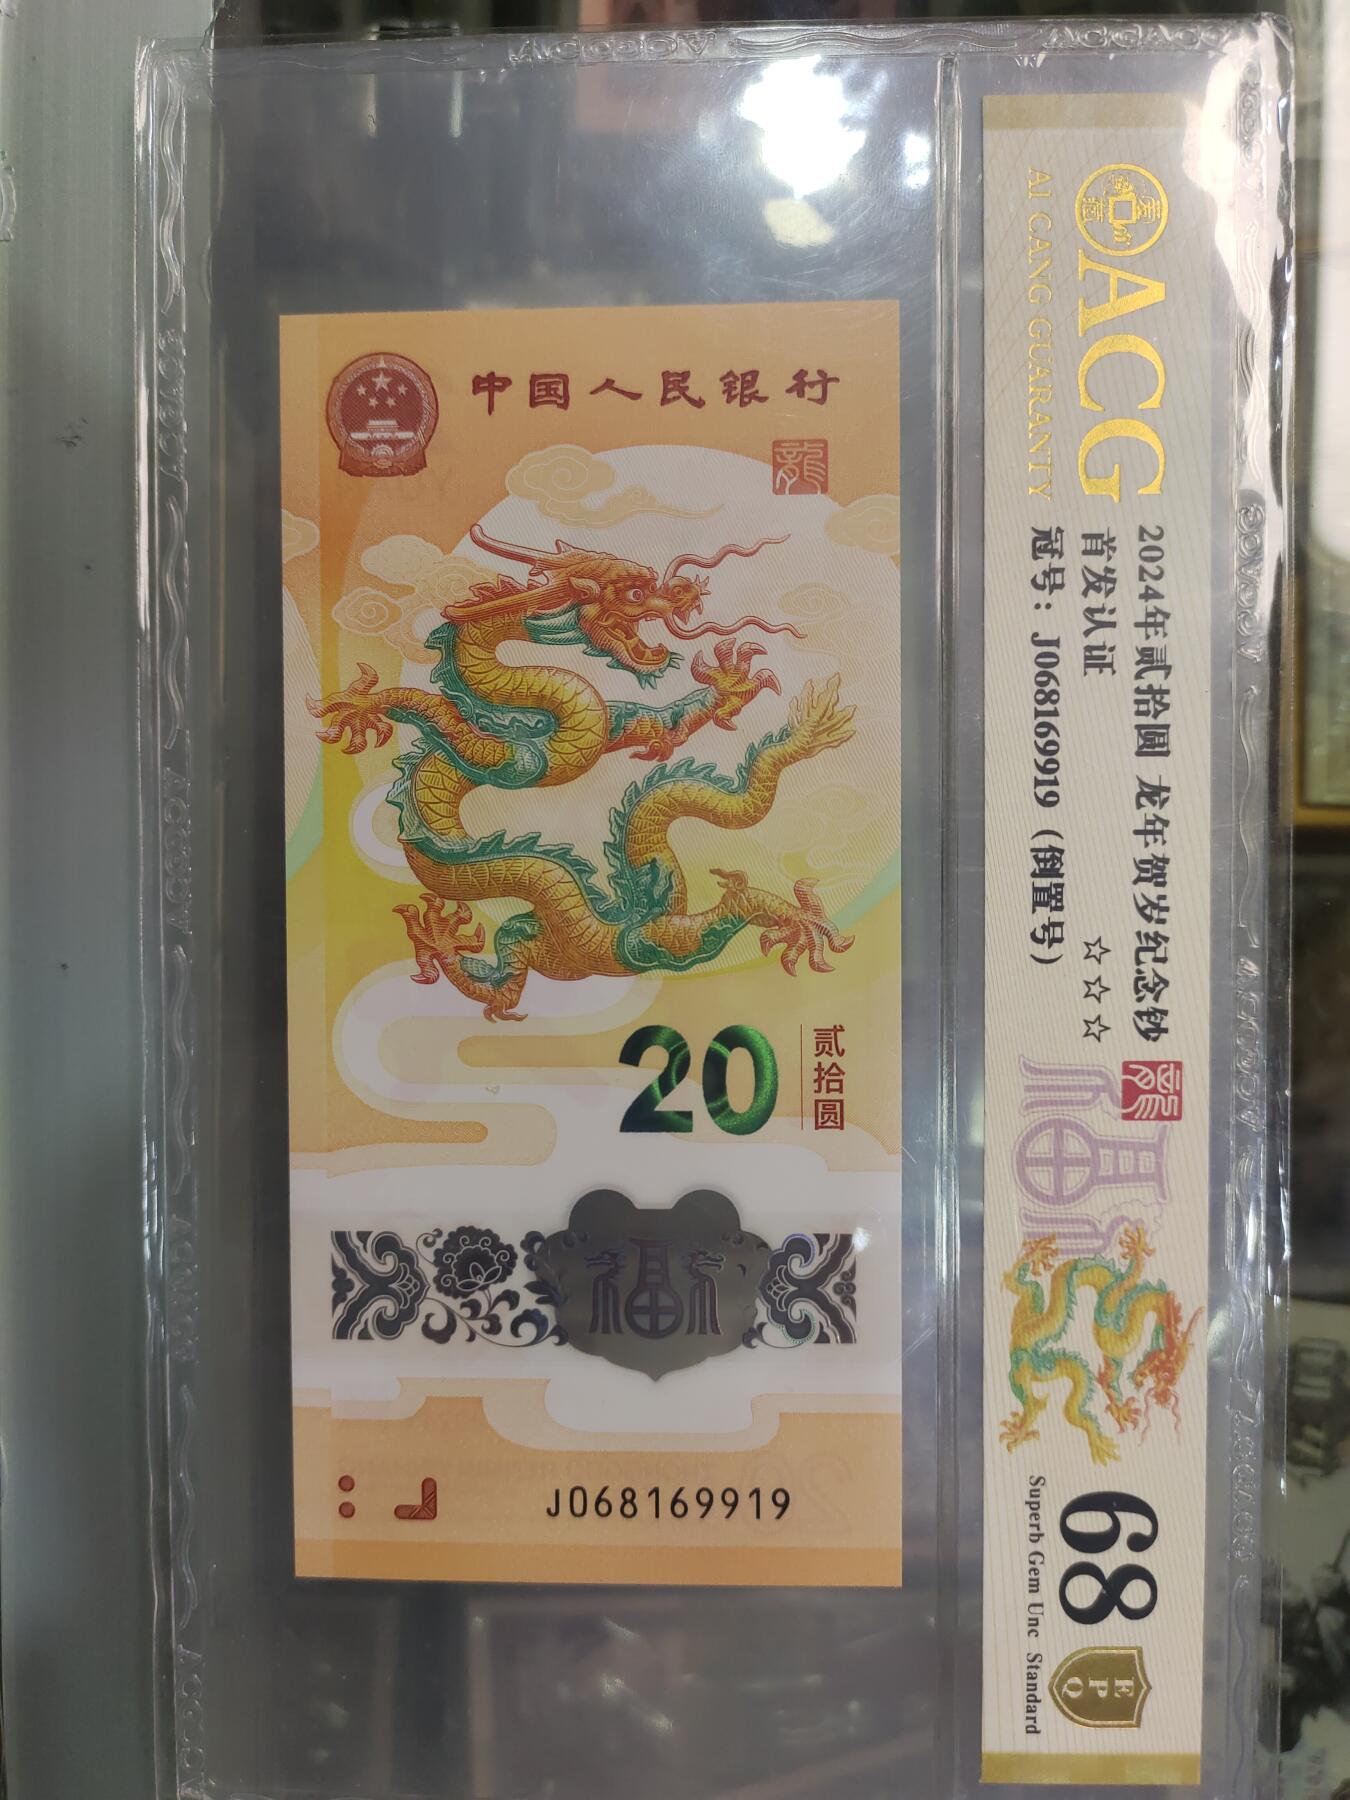 中国人民银行
龍
20
贰拾圆
福
J068169919
ACG
AI CANG GUARANTY
2024年贰拾圆 龙年贺岁纪念钞
首发认证 ☆☆☆
冠号：J068169919（倒置号）
龍
福
68
EPQ
Superb Gem Unc Standard